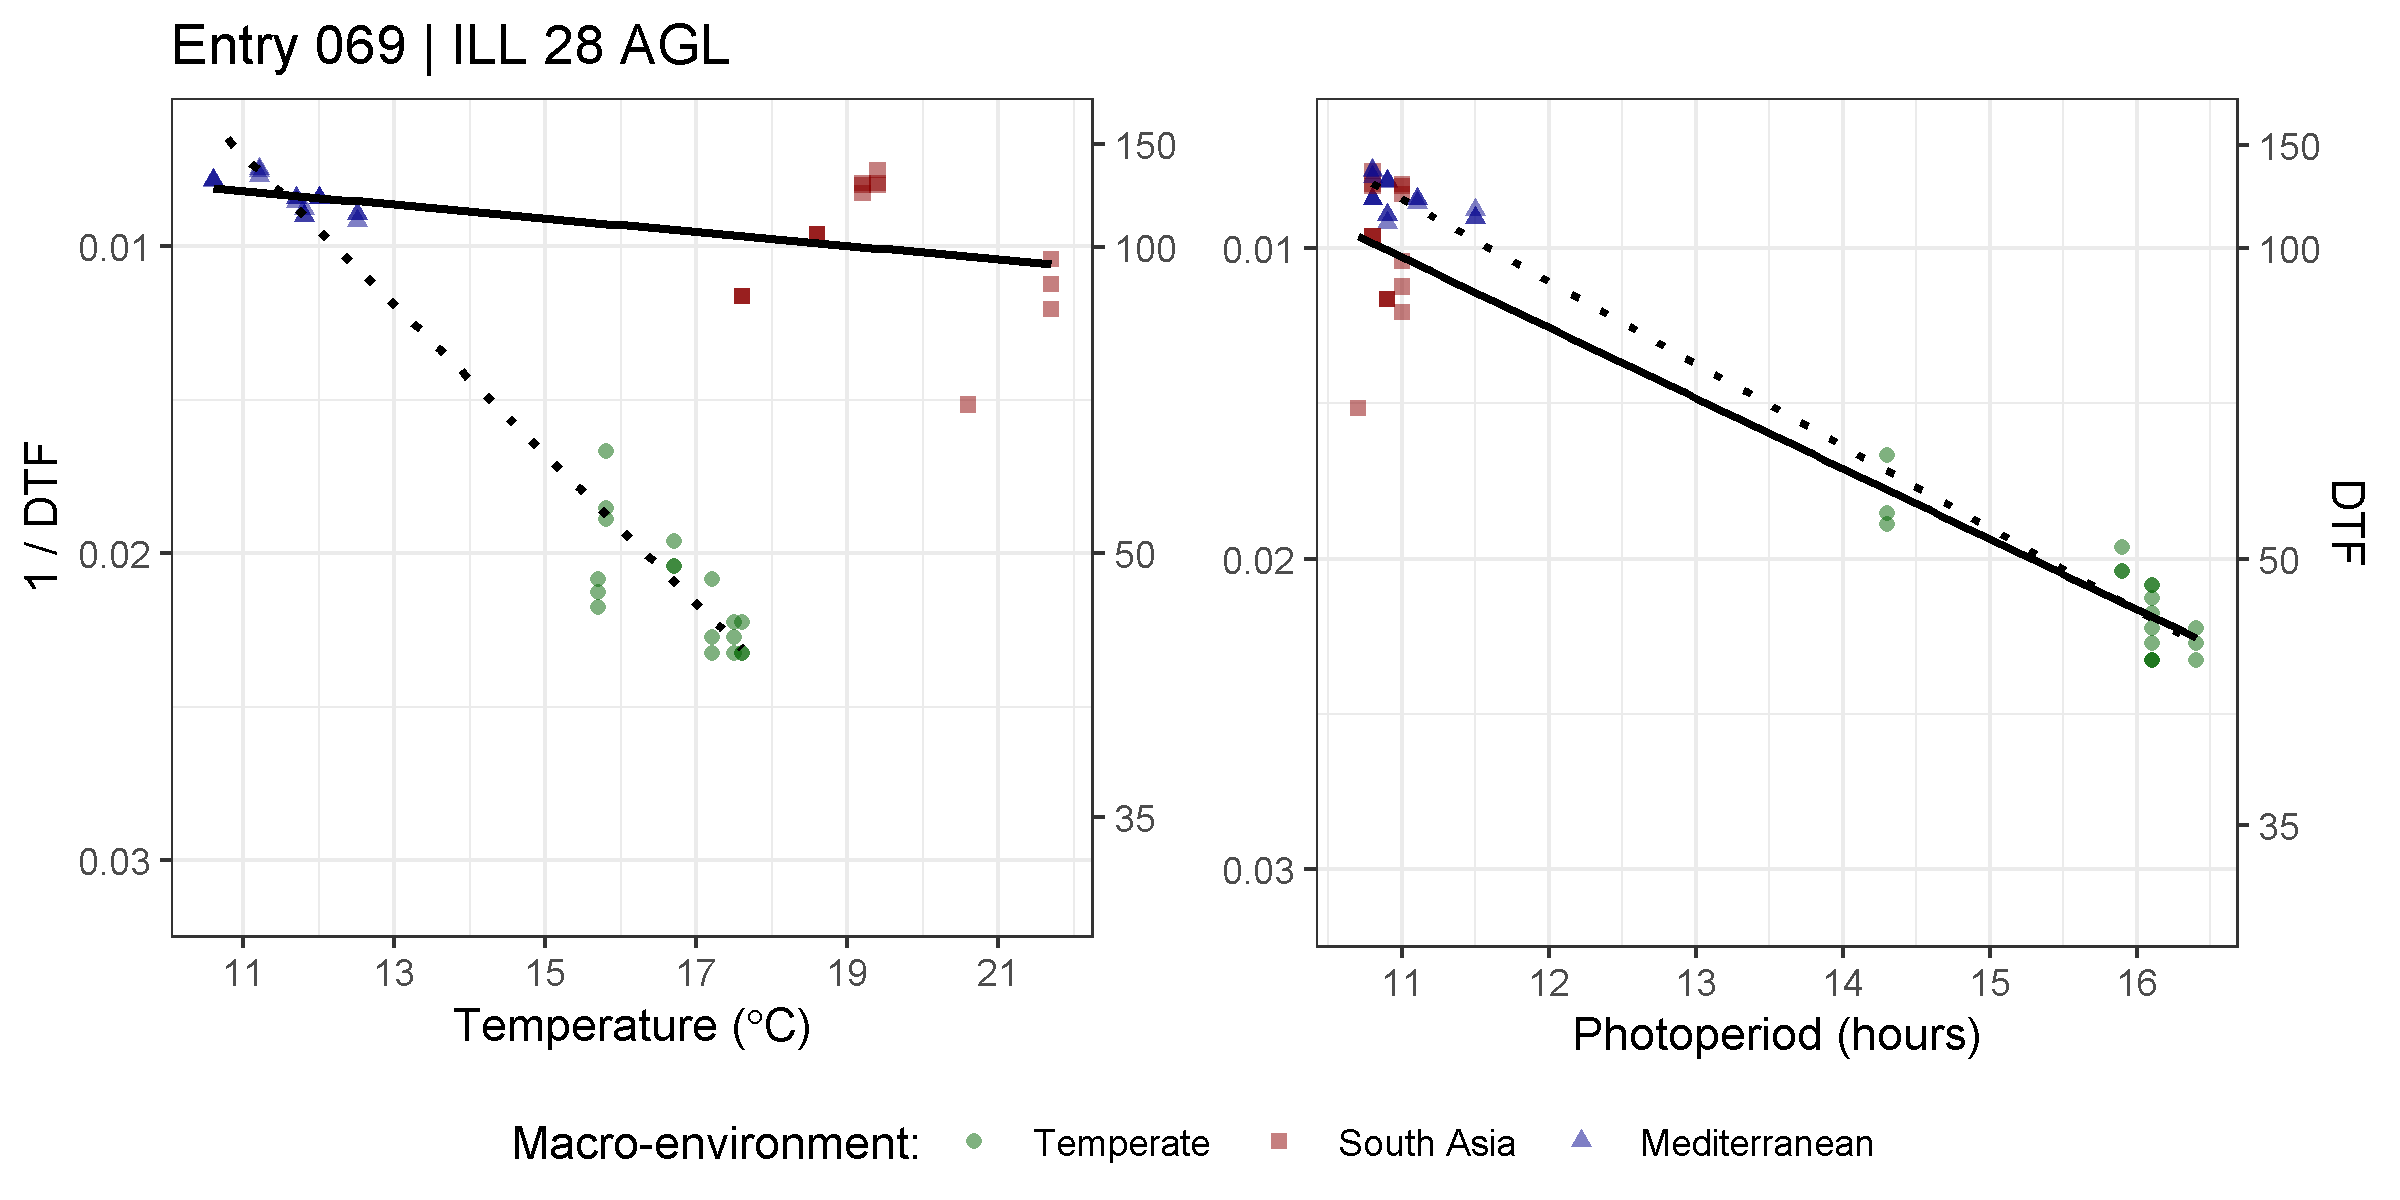 Entry 069 | ILL 28 AGL
1 / DTF
0.01
0.02
0.03
150
100
50
35
11 13 15 17 19 21
Temperature (°C)
0.01
0.02
0.03
150
100
50
35
DTF
11 12 13 14 15 16
Photoperiod (hours)
Macro-environment: Temperate South Asia Mediterranean